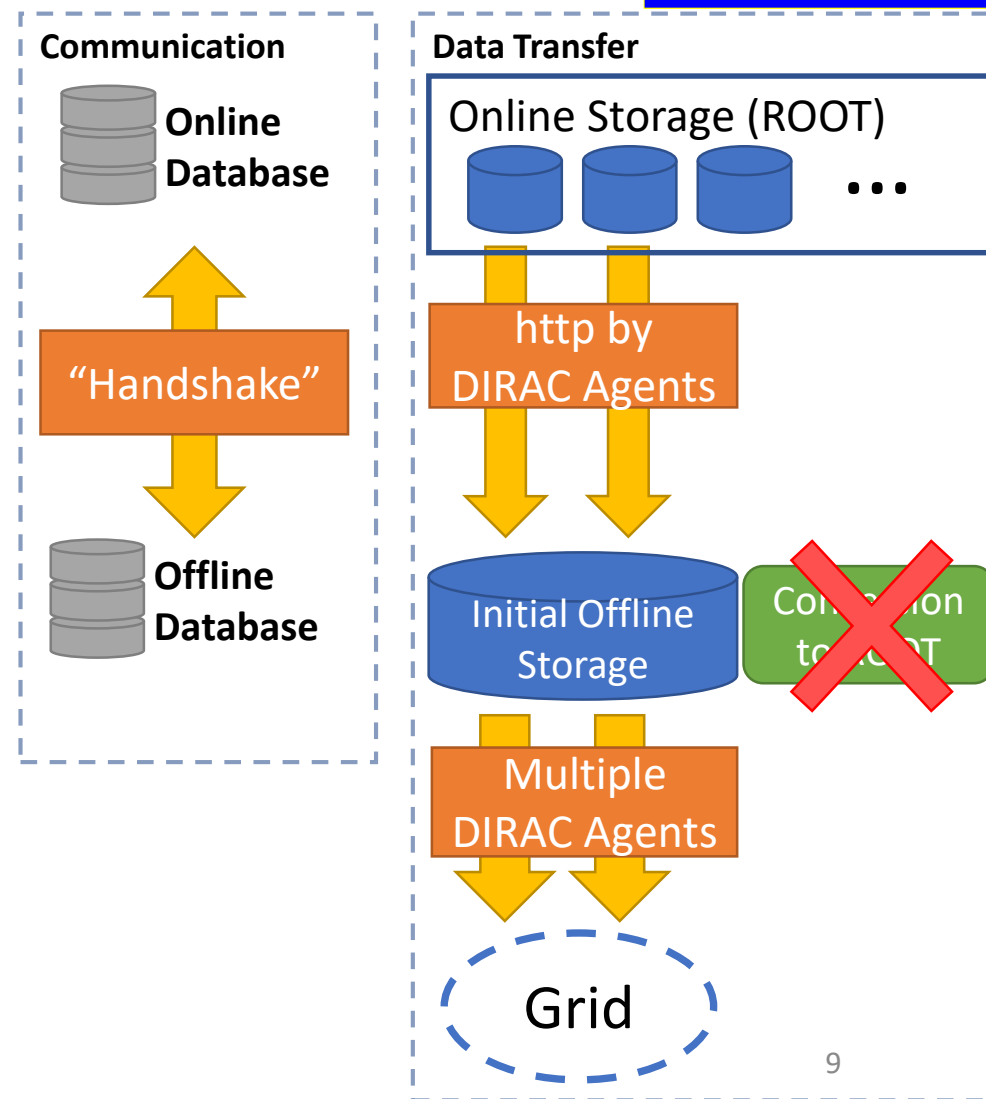 Communication
Online
Database
“Handshake”
Offline
Database
Data Transfer
Online Storage (ROOT)
...
http by
DIRAC Agents
Initial Offline
Storage
to
Multiple
DIRAC Agents
Grid
9